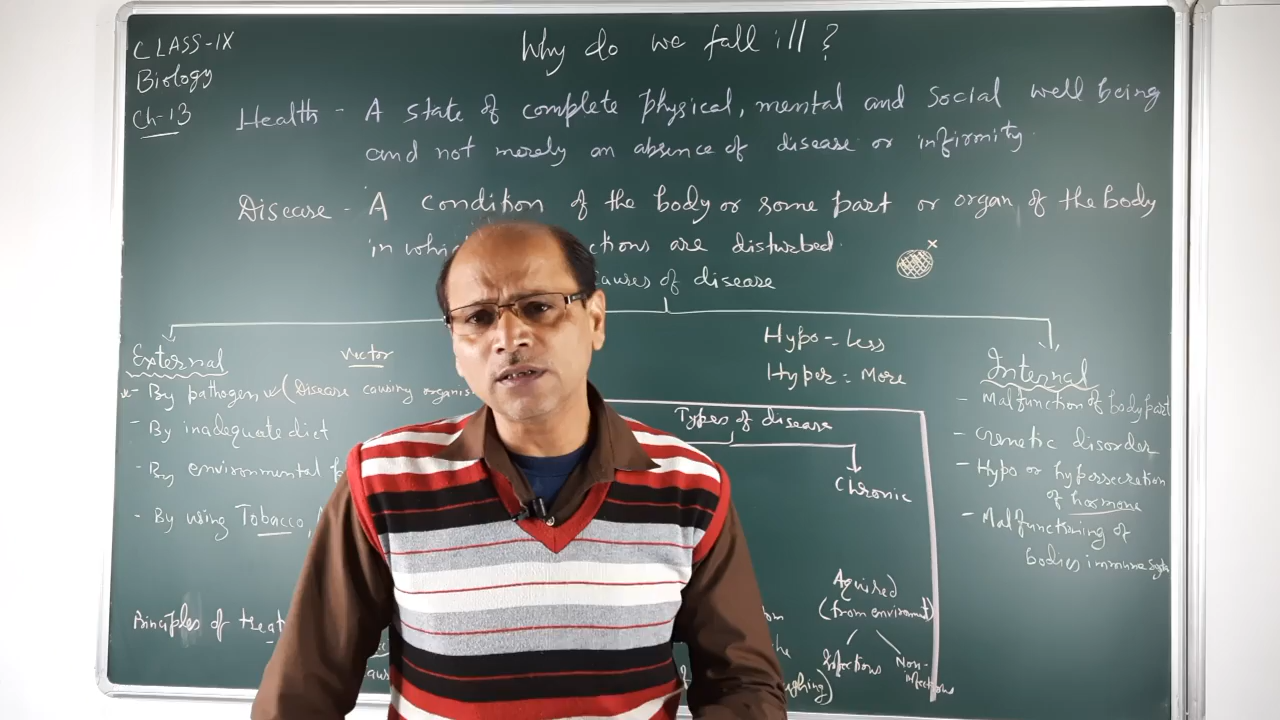 CLASS-IX
Biology
Ch-13
Why do we fall ill?
Health - A state of complete physical, mental and social well being
and not merely an absence of disease or infirmity.
Disease - A condition of the body or some part or organ of the body
in which ctions are disturbed.
auses of disease
External
Vector
- By pathogen (Disease causing organis
- By inadequate diet
- By environmental p
- By using Tobacco,
Hypo = Less
Hyper = More
Types of disease
Chronic
Aquired
(from environment)
Infectious
Non-infectious
Internal
- Malfunction of body part
- Genetic disorder
- Hypo or hypersecretion
of hormone
- Malfunctioning of
bodies immune system
Principles of treat